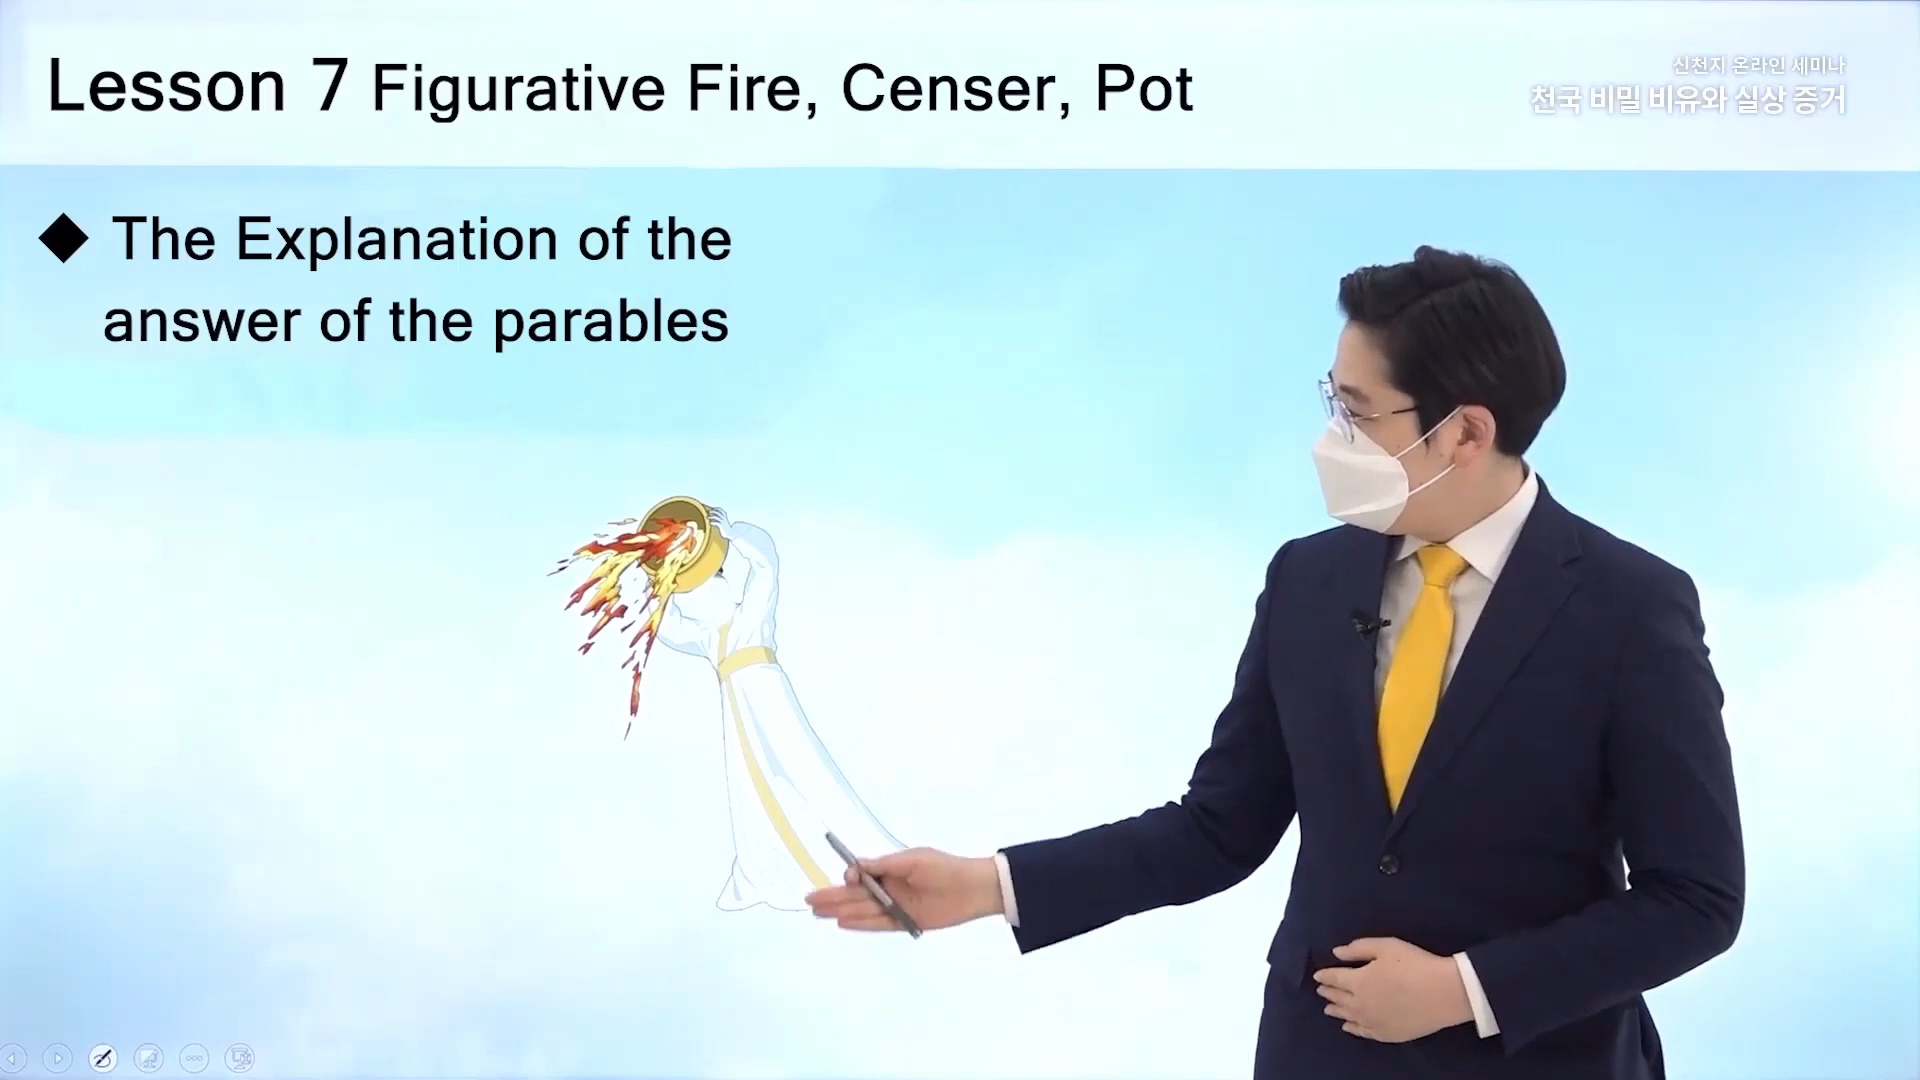 Lesson 7 Figurative Fire, Censer, Pot
신천지 온라인 세미나
천국 비밀 비유와 실상 증거
◆ The Explanation of the
answer of the parables